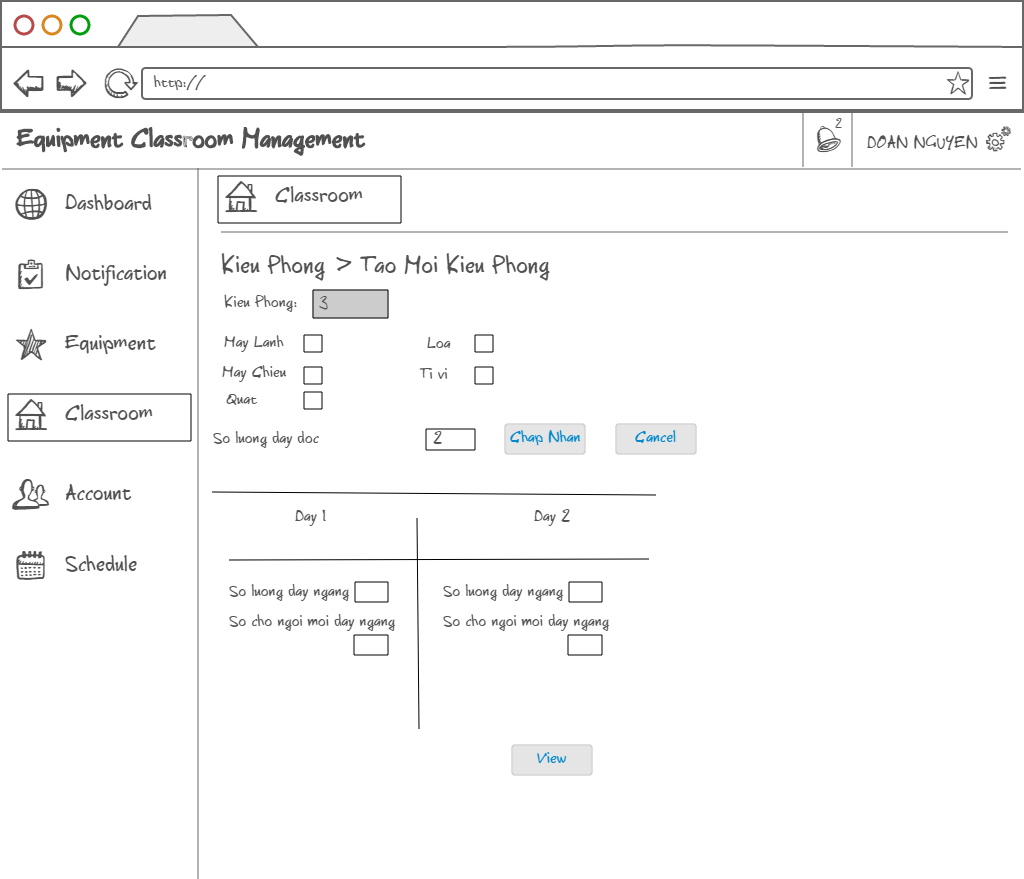 http://
Equipment Classroom Management
2
DOAN NGUYEN
Dashboard
Notification
Equipment
Classroom
Account
Schedule
Classroom
Kieu Phong > Tao Moi Kieu Phong
Kieu Phong: 3
May Lanh Loa
May Chieu Ti vi
Quat
So luong day doc 2 Chap Nhan Cancel
Day 1 Day 2
So luong day ngang So luong day ngang
So cho ngoi moi day ngang So cho ngoi moi day ngang
View